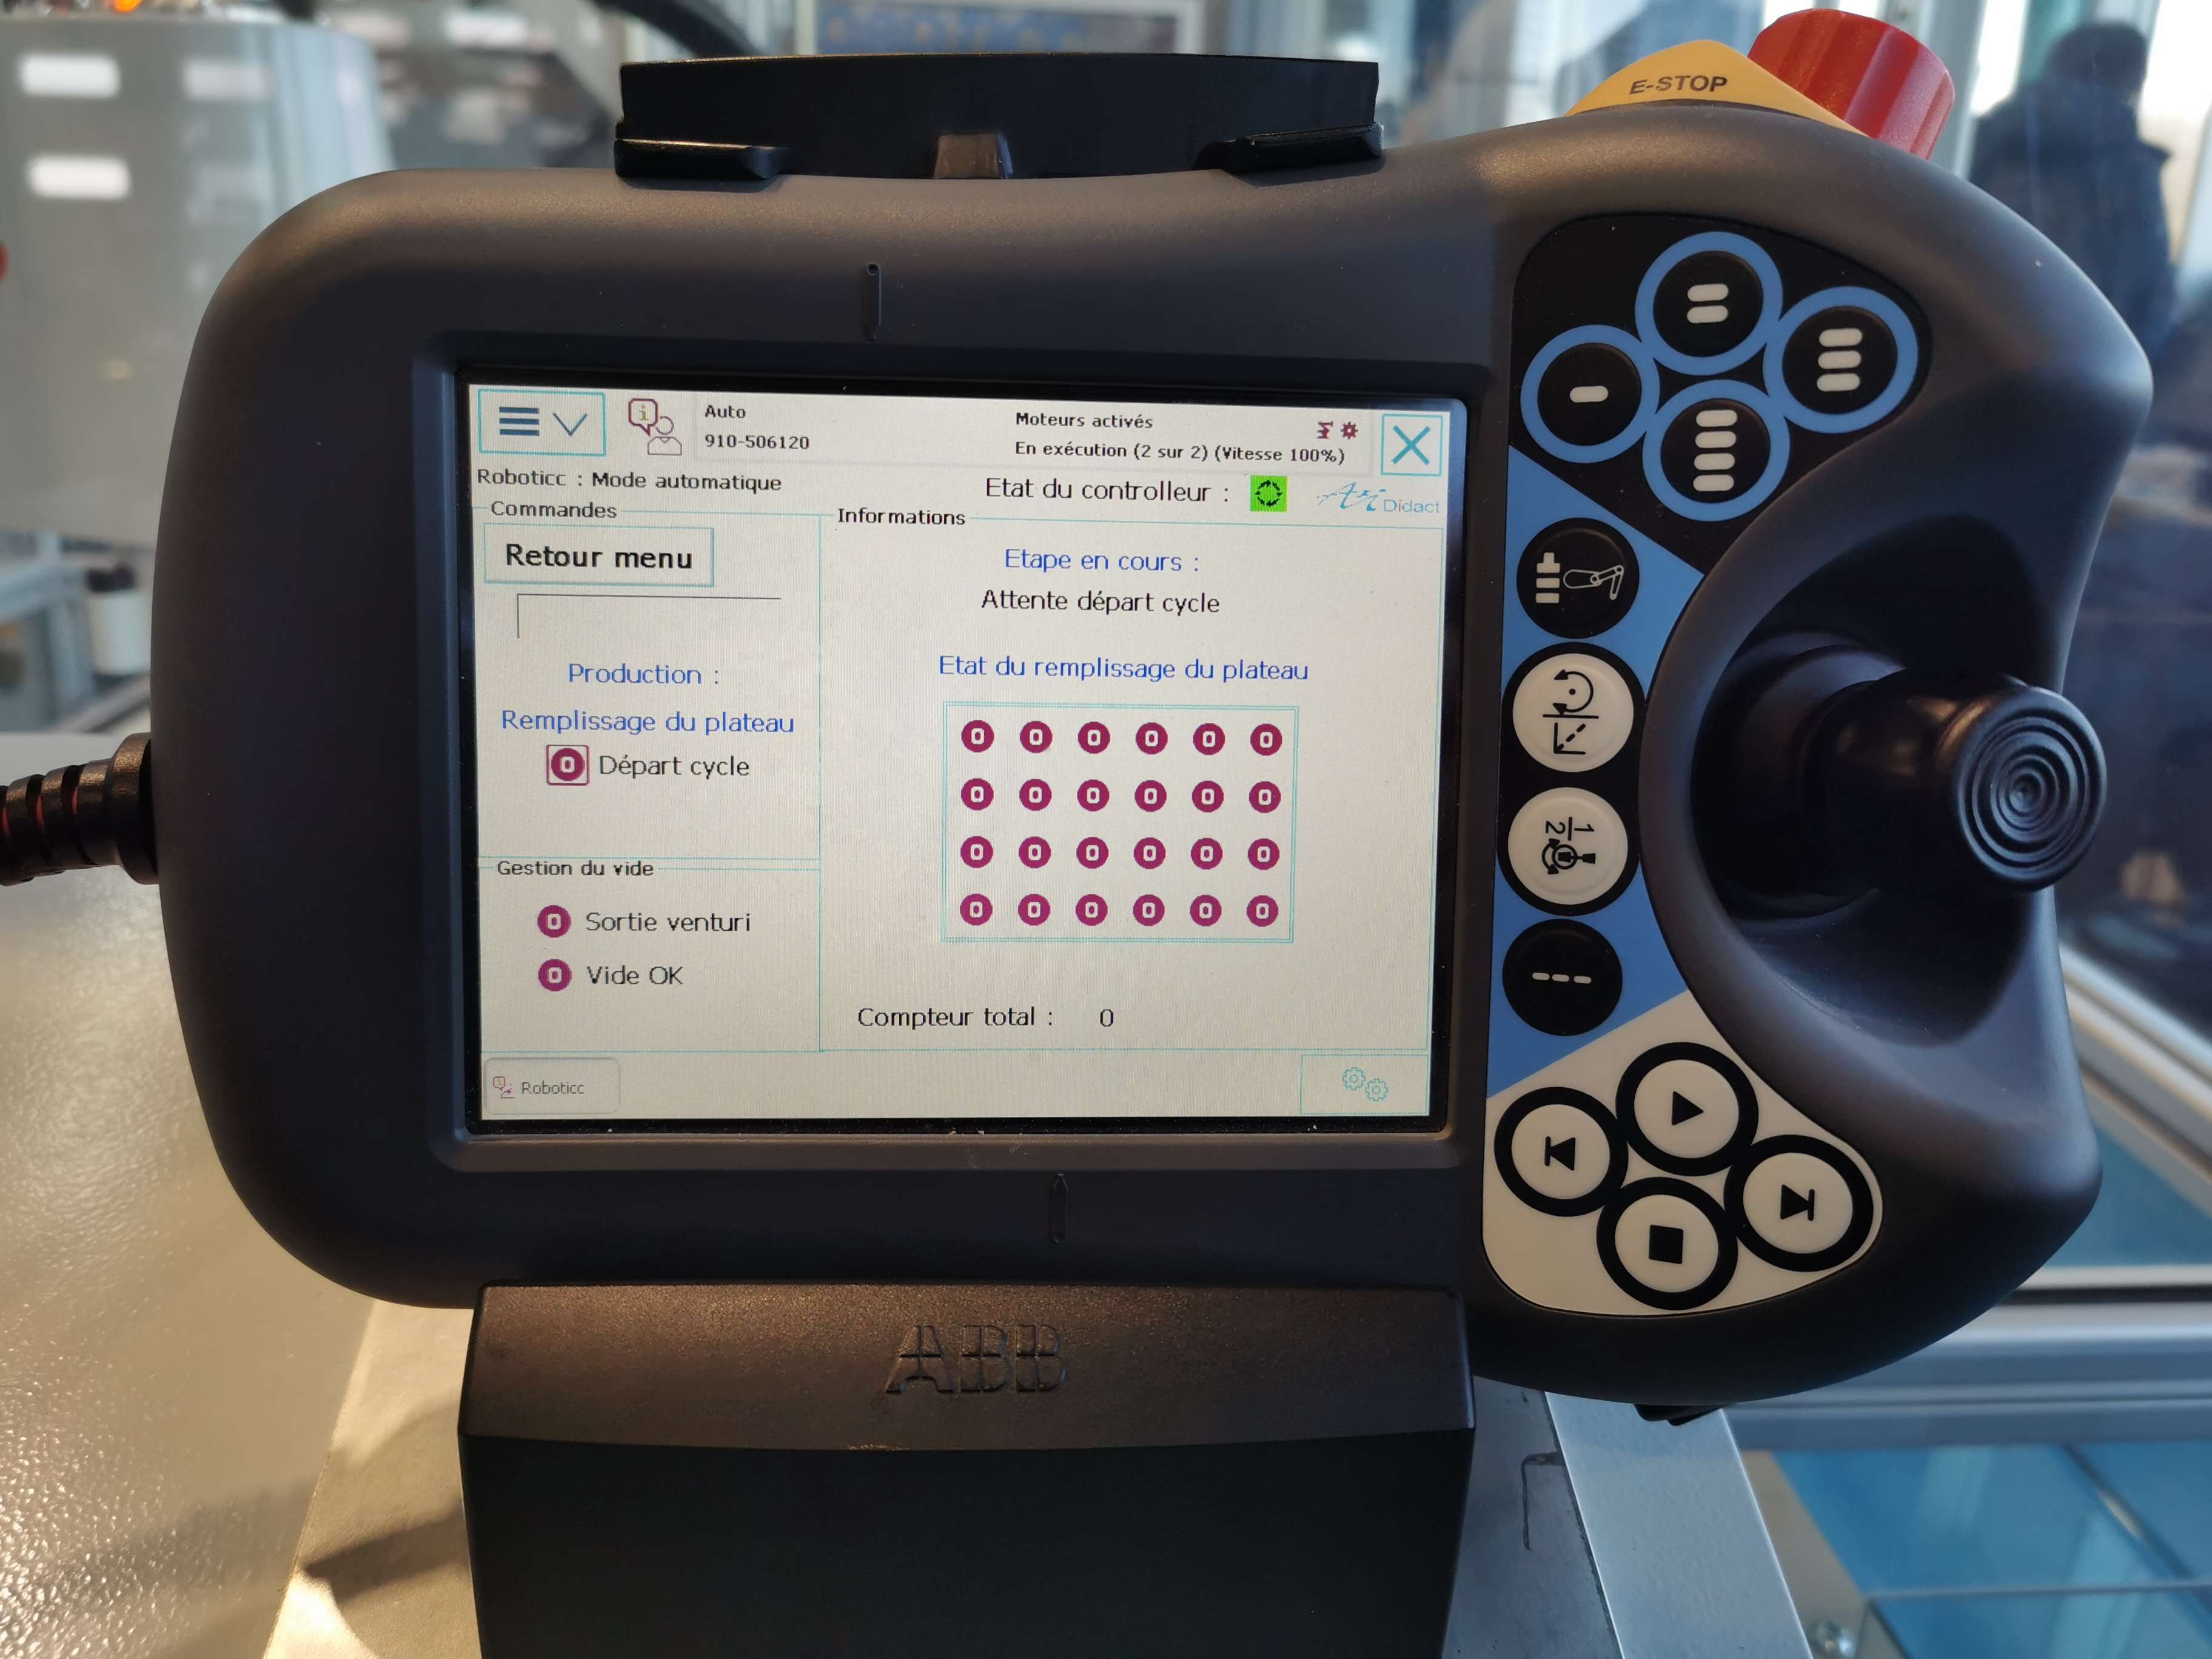 E-STOP
Auto
910-506120
Moteurs activés
En exécution (2 sur 2) (Vitesse 100%)
Roboticc : Mode automatique
Etat du controlleur :
Didact
Commandes
Retour menu
Production :
Remplissage du plateau
0 Départ cycle
Gestion du vide
0 Sortie venturi
0 Vide OK
Informations
Etape en cours :
Attente départ cycle
Etat du remplissage du plateau
0 0 0 0 0 0
0 0 0 0 0 0
0 0 0 0 0 0
0 0 0 0 0 0
Compteur total : 0
Roboticc
1/2
ABB